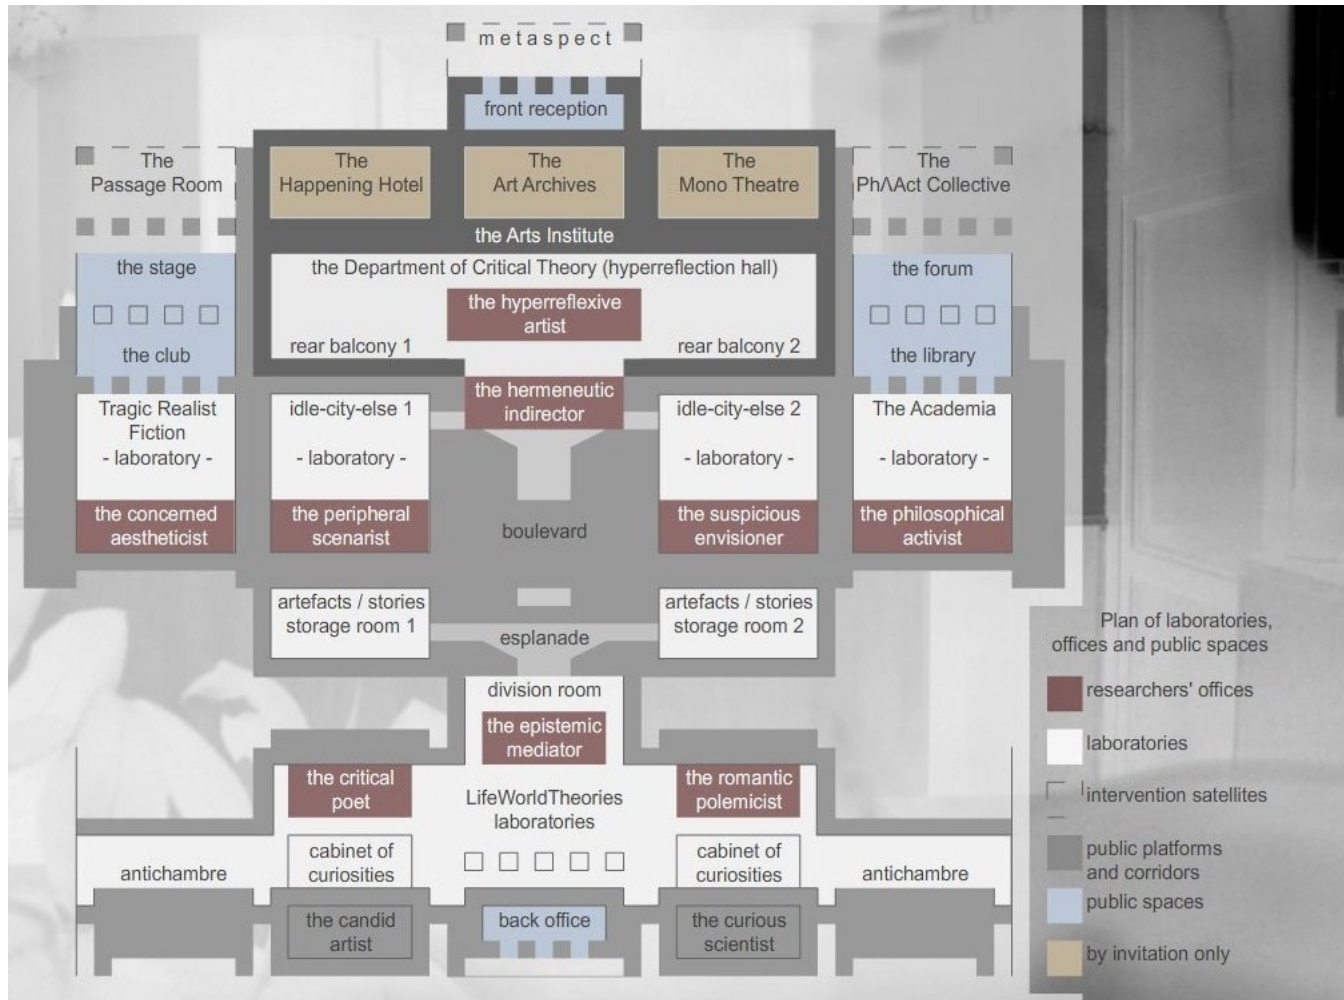 metaspect
front reception
The
Passage Room
The
Happening Hotel
The
Art Archives
The
Mono Theatre
The
Ph/\Act Collective
the Arts Institute
the stage
the club
the Department of Critical Theory (hyperreflection hall)
the hyperreflexive
artist
rear balcony 1
rear balcony 2
the forum
the library
the hermeneutic
indirector
Tragic Realist
Fiction
- laboratory -
the concerned
aestheticist
idle-city-else 1
- laboratory -
the peripheral
scenarist
boulevard
idle-city-else 2
- laboratory -
the suspicious
envisioner
The Academia
- laboratory -
the philosophical
activist
artefacts / stories
storage room 1
esplanade
artefacts / stories
storage room 2
division room
the epistemic
mediator
the critical
poet
LifeWorldTheories
laboratories
the romantic
polemicist
antichambre
cabinet of
curiosities
cabinet of
curiosities
antichambre
the candid
artist
back office
the curious
scientist
Plan of laboratories,
offices and public spaces
researchers' offices
laboratories
intervention satellites
public platforms
and corridors
public spaces
by invitation only